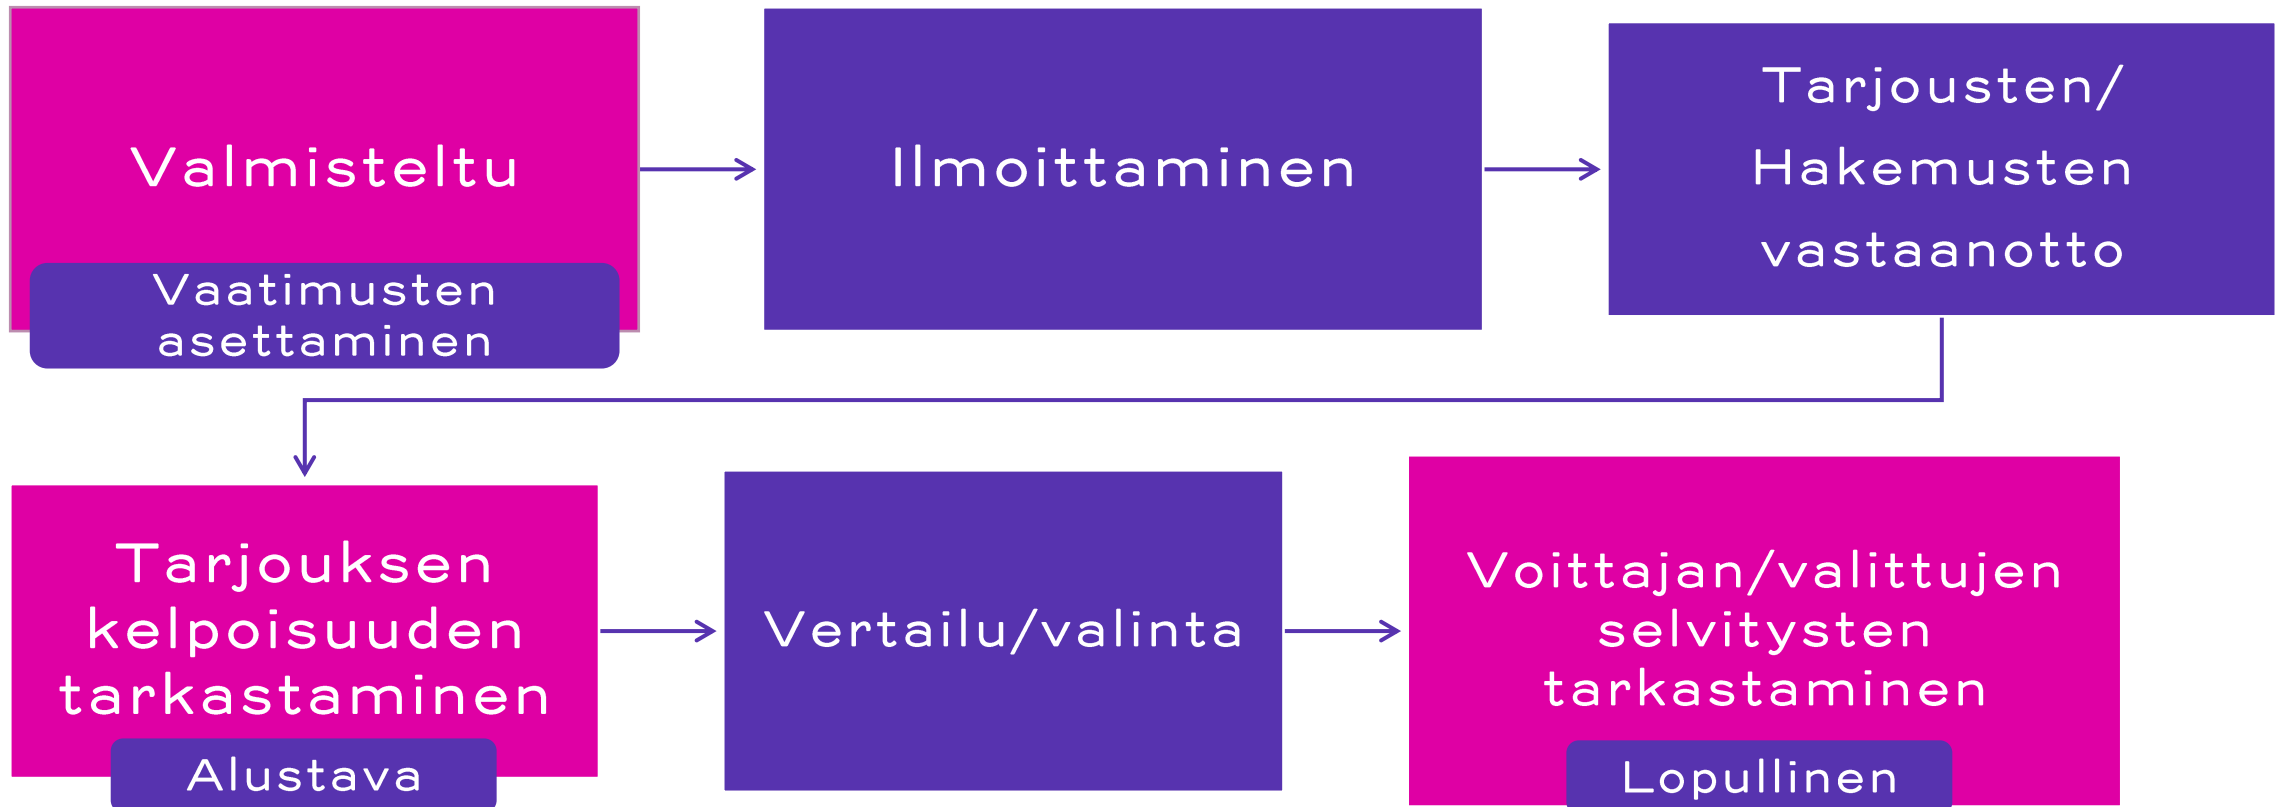 Valmisteltu
Vaatimusten
asettaminen
Ilmoittaminen
Tarjousten/
Hakemusten
vastaanotto
Tarjouksen
kelpoisuuden
tarkastaminen
Alustava
Vertailu/valinta
Voittajan/valittujen
selvitysten
tarkastaminen
Lopullinen